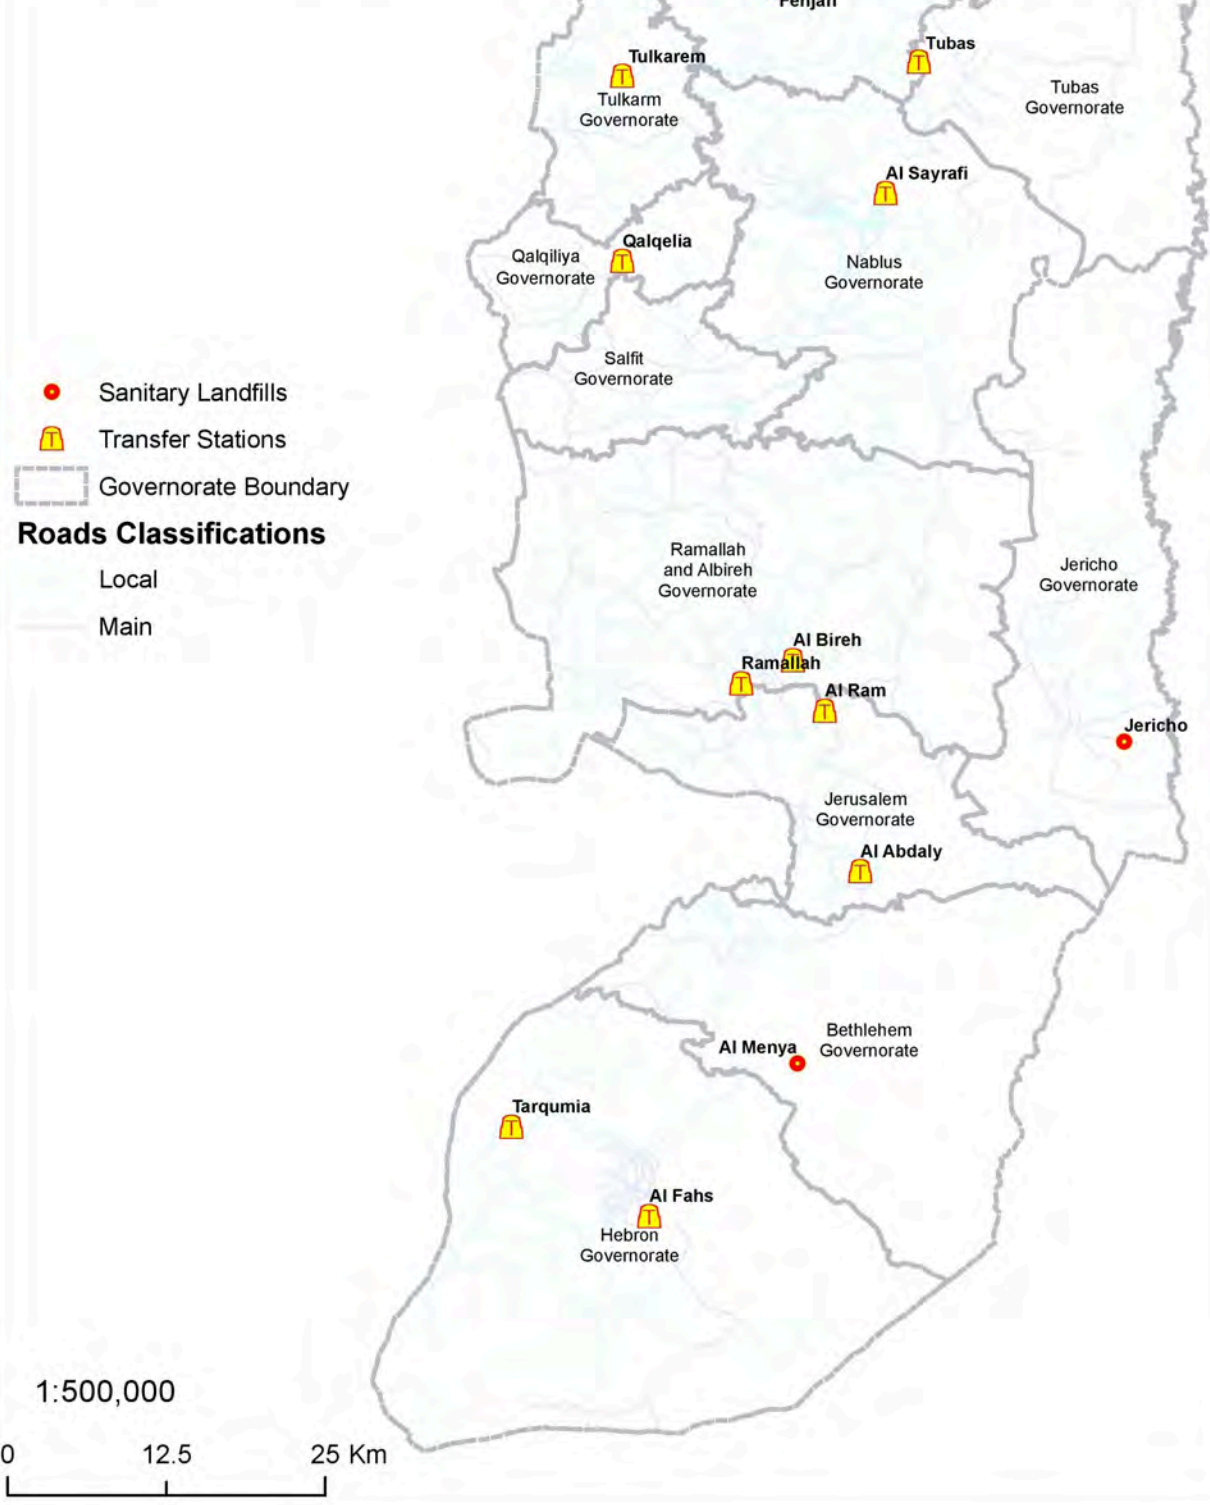 Fenjan
Tubas
Tulkarem
T
T
Tulkarm
Governorate
Tubas
Governorate
Al Sayrafi
T
Qalqelia
T
Qalqiliya
Governorate
Nablus
Governorate
Salfit
Governorate
Sanitary Landfills
T
Transfer Stations
Governorate Boundary
Roads Classifications
Local
Main
Ramallah
and Albireh
Governorate
Jericho
Governorate
Al Bireh
T
Ramallah
T
Al Ram
T
Jericho
Jerusalem
Governorate
Al Abdaly
T
Bethlehem
Governorate
Al Menya
Tarqumia
T
Al Fahs
T
Hebron
Governorate
1:500,000
0 12.5 25 Km